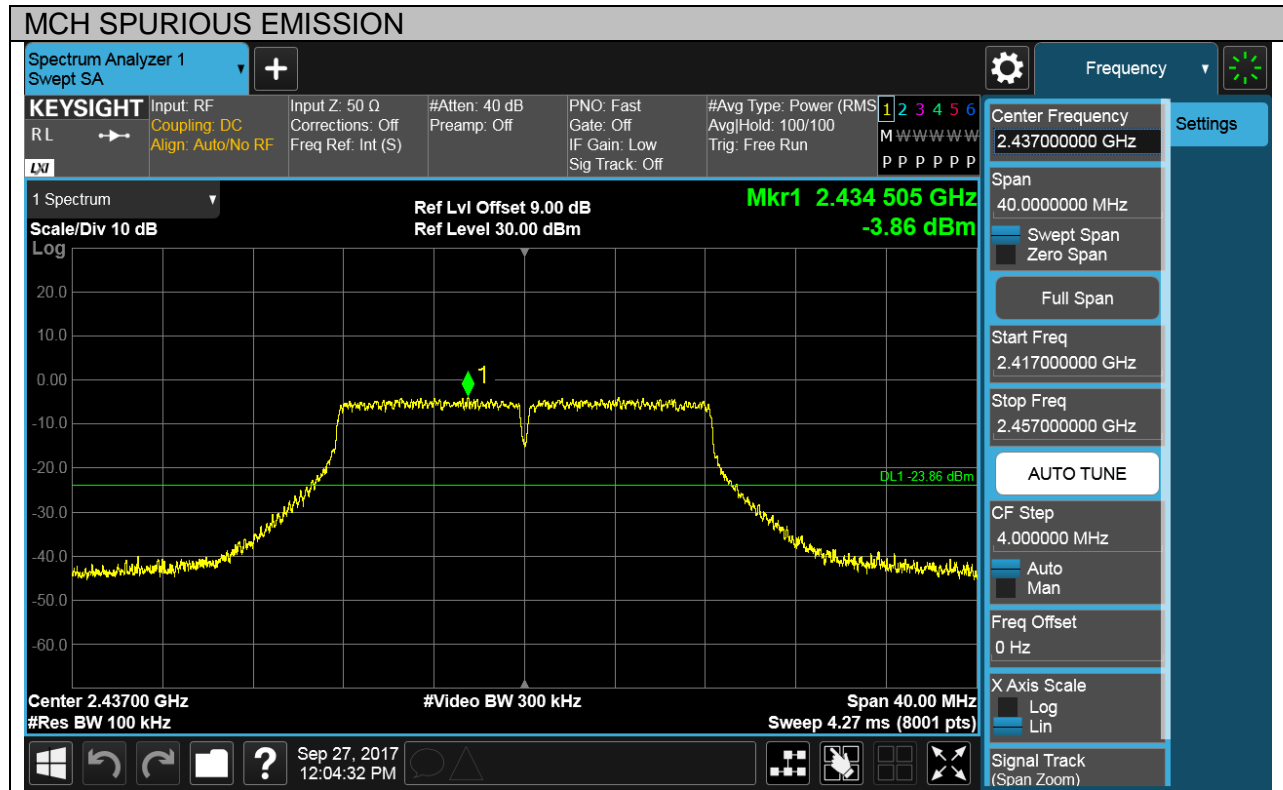 MCH SPURIOUS EMISSION
Spectrum Analyzer 1
Swept SA
+
Frequency
KEYSIGHT
R L
LXI
Input: RF
Coupling: DC
Align: Auto/No RF
Input Z: 50 Ω
Corrections: Off
Freq Ref: Int (S)
#Atten: 40 dB
Preamp: Off
PNO: Fast
Gate: Off
IF Gain: Low
Sig Track: Off
#Avg Type: Power (RMS
Avg|Hold: 100/100
Trig: Free Run
1 2 3 4 5 6
M W W W W W
P P P P P P
1 Spectrum
Scale/Div 10 dB
Ref Lvl Offset 9.00 dB
Ref Level 30.00 dBm
Mkr1 2.434 505 GHz
-3.86 dBm
Log
20.0
10.0
0.00
-10.0
-20.0
-30.0
-40.0
-50.0
-60.0
1
DL1 -23.86 dBm
Center 2.43700 GHz
#Video BW 300 kHz
Span 40.00 MHz
#Res BW 100 kHz
Sweep 4.27 ms (8001 pts)
?
Sep 27, 2017
12:04:32 PM
Center Frequency
2.437000000 GHz
Settings
Span
40.0000000 MHz
Swept Span
Zero Span
Full Span
Start Freq
2.417000000 GHz
Stop Freq
2.457000000 GHz
AUTO TUNE
CF Step
4.000000 MHz
Auto
Man
Freq Offset
0 Hz
X Axis Scale
Log
Lin
Signal Track
(Span Zoom)